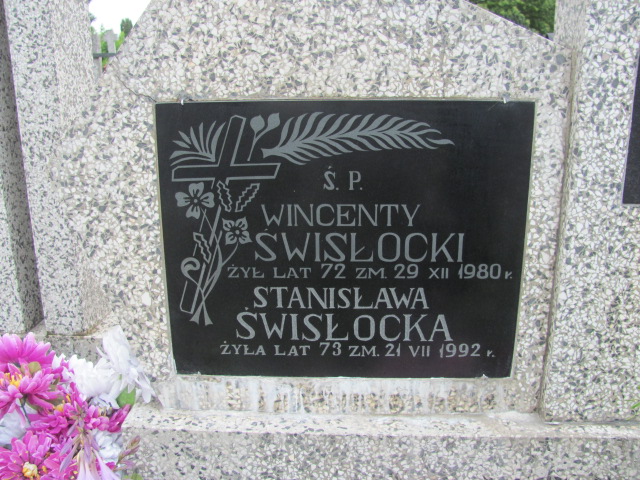 Ś. P.
WINCENTY
ŚWISŁOCKI
ŻYŁ LAT 72 ZM. 29 XII 1980 r.
STANISŁAWA
ŚWISŁOCKA
ŻYŁA LAT 73 ZM. 21 VII 1992 r.